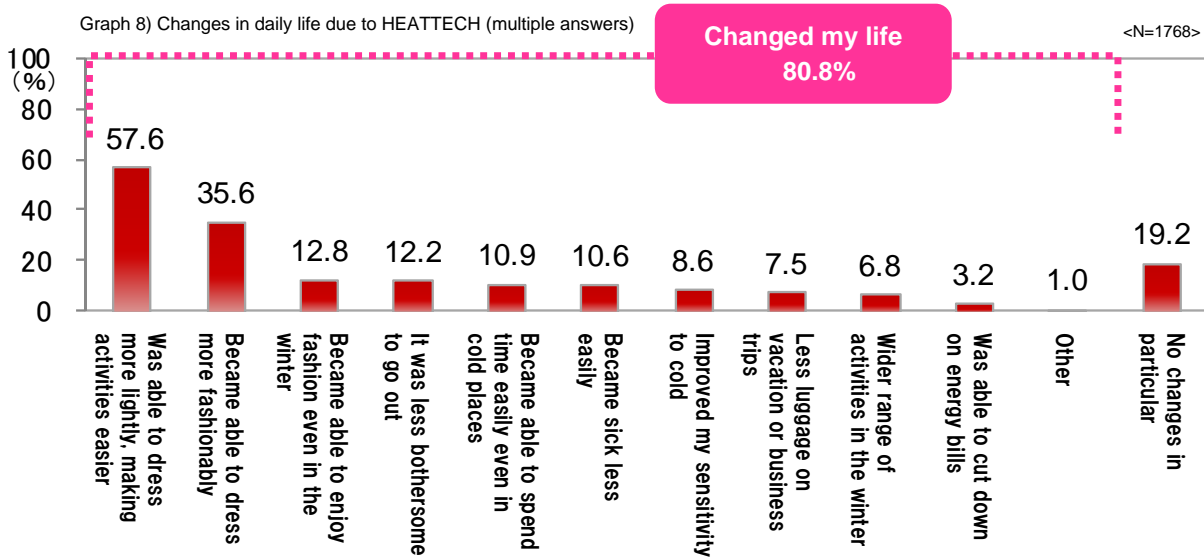 Graph 8) Changes in daily life due to HEATTECH (multiple answers)
<N=1768>
Changed my life
80.8%
100
(%)
80
60
40
20
0
57.6
35.6
12.8
12.2
10.9
10.6
8.6
7.5
6.8
3.2
1.0
19.2
Was able to dress
more lightly, making
activities easier
Became able to dress
more fashionably
Became able to enjoy
fashion even in the
winter
It was less bothersome
to go out
Became able to spend
time easily even in
cold places
Became sick less
easily
Improved my sensitivity
to cold
Less luggage on
vacation or business
trips
Wider range of
activities in the winter
Was able to cut down
on energy bills
Other
No changes in
particular